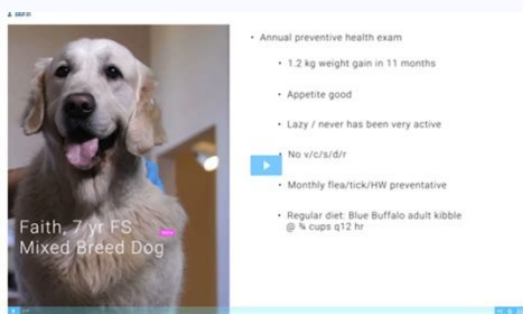 Annual preventive health exam
1.2 kg weight gain in 11 months
Appetite good
Lazy / never has been very active
No v/c/s/d/r
Monthly flea/tick/HW preventative
Regular diet: Blue Buffalo adult kibble
@ ¾ cups q12 hr
Faith, 7 yr FS
Mixed Breed Dog